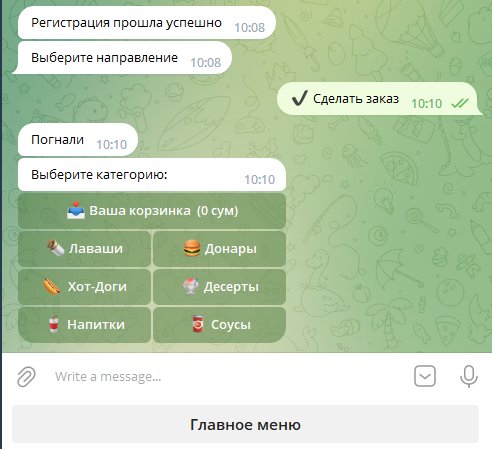 Регистрация прошла успешно 10:08
Выберите направление 10:08
✔️ Сделать заказ 10:10
Погнали 10:10
Выберите категорию: 10:10
📥 Ваша корзинка (0 сум)
🌯 Лаваши 🍔 Донары
🌭 Хот-Доги 🍨 Десерты
🥤 Напитки 🥫 Соусы
Write a message...
Главное меню